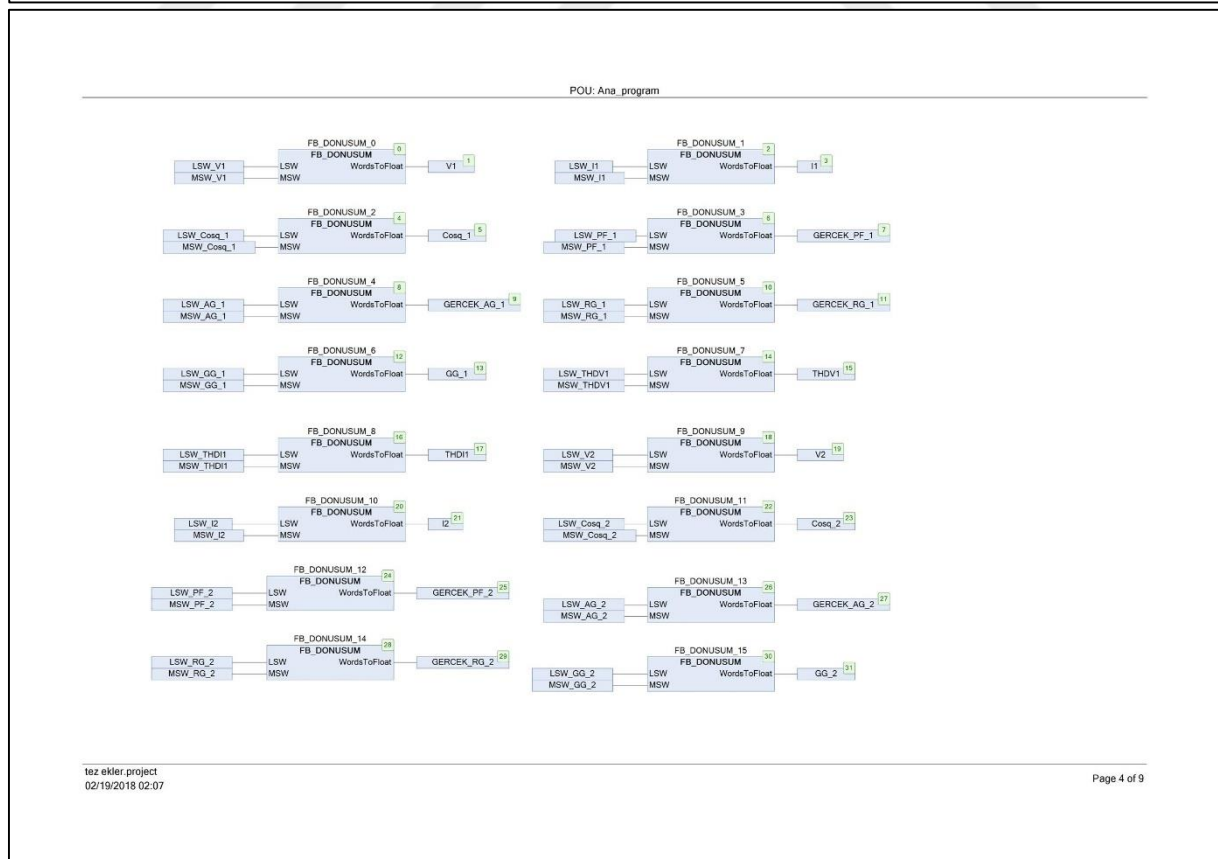 POU: Ana_program
FB_DONUSUM_0
FB_DONUSUM 0
LSW_V1 LSW WordsToFloat V1 1
MSW_V1 MSW
FB_DONUSUM_1
FB_DONUSUM 2
LSW_I1 LSW WordsToFloat I1 3
MSW_I1 MSW
FB_DONUSUM_2
FB_DONUSUM 4
LSW_Cosq_1 LSW WordsToFloat Cosq_1 5
MSW_Cosq_1 MSW
FB_DONUSUM_3
FB_DONUSUM 6
LSW_PF_1 LSW WordsToFloat GERCEK_PF_1 7
MSW_PF_1 MSW
FB_DONUSUM_4
FB_DONUSUM 8
LSW_AG_1 LSW WordsToFloat GERCEK_AG_1 9
MSW_AG_1 MSW
FB_DONUSUM_5
FB_DONUSUM 10
LSW_RG_1 LSW WordsToFloat GERCEK_RG_1 11
MSW_RG_1 MSW
FB_DONUSUM_6
FB_DONUSUM 12
LSW_GG_1 LSW WordsToFloat GG_1 13
MSW_GG_1 MSW
FB_DONUSUM_7
FB_DONUSUM 14
LSW_THDV1 LSW WordsToFloat THDV1 15
MSW_THDV1 MSW
FB_DONUSUM_8
FB_DONUSUM 16
LSW_THDI1 LSW WordsToFloat THDI1 17
MSW_THDI1 MSW
FB_DONUSUM_9
FB_DONUSUM 18
LSW_V2 LSW WordsToFloat V2 19
MSW_V2 MSW
FB_DONUSUM_10
FB_DONUSUM 20
LSW_I2 LSW WordsToFloat I2 21
MSW_I2 MSW
FB_DONUSUM_11
FB_DONUSUM 22
LSW_Cosq_2 LSW WordsToFloat Cosq_2 23
MSW_Cosq_2 MSW
FB_DONUSUM_12
FB_DONUSUM 24
LSW_PF_2 LSW WordsToFloat GERCEK_PF_2 25
MSW_PF_2 MSW
FB_DONUSUM_13
FB_DONUSUM 26
LSW_AG_2 LSW WordsToFloat GERCEK_AG_2 27
MSW_AG_2 MSW
FB_DONUSUM_14
FB_DONUSUM 28
LSW_RG_2 LSW WordsToFloat GERCEK_RG_2 29
MSW_RG_2 MSW
FB_DONUSUM_15
FB_DONUSUM 30
LSW_GG_2 LSW WordsToFloat GG_2 31
MSW_GG_2 MSW
tez ekler.project
02/19/2018 02:07
Page 4 of 9